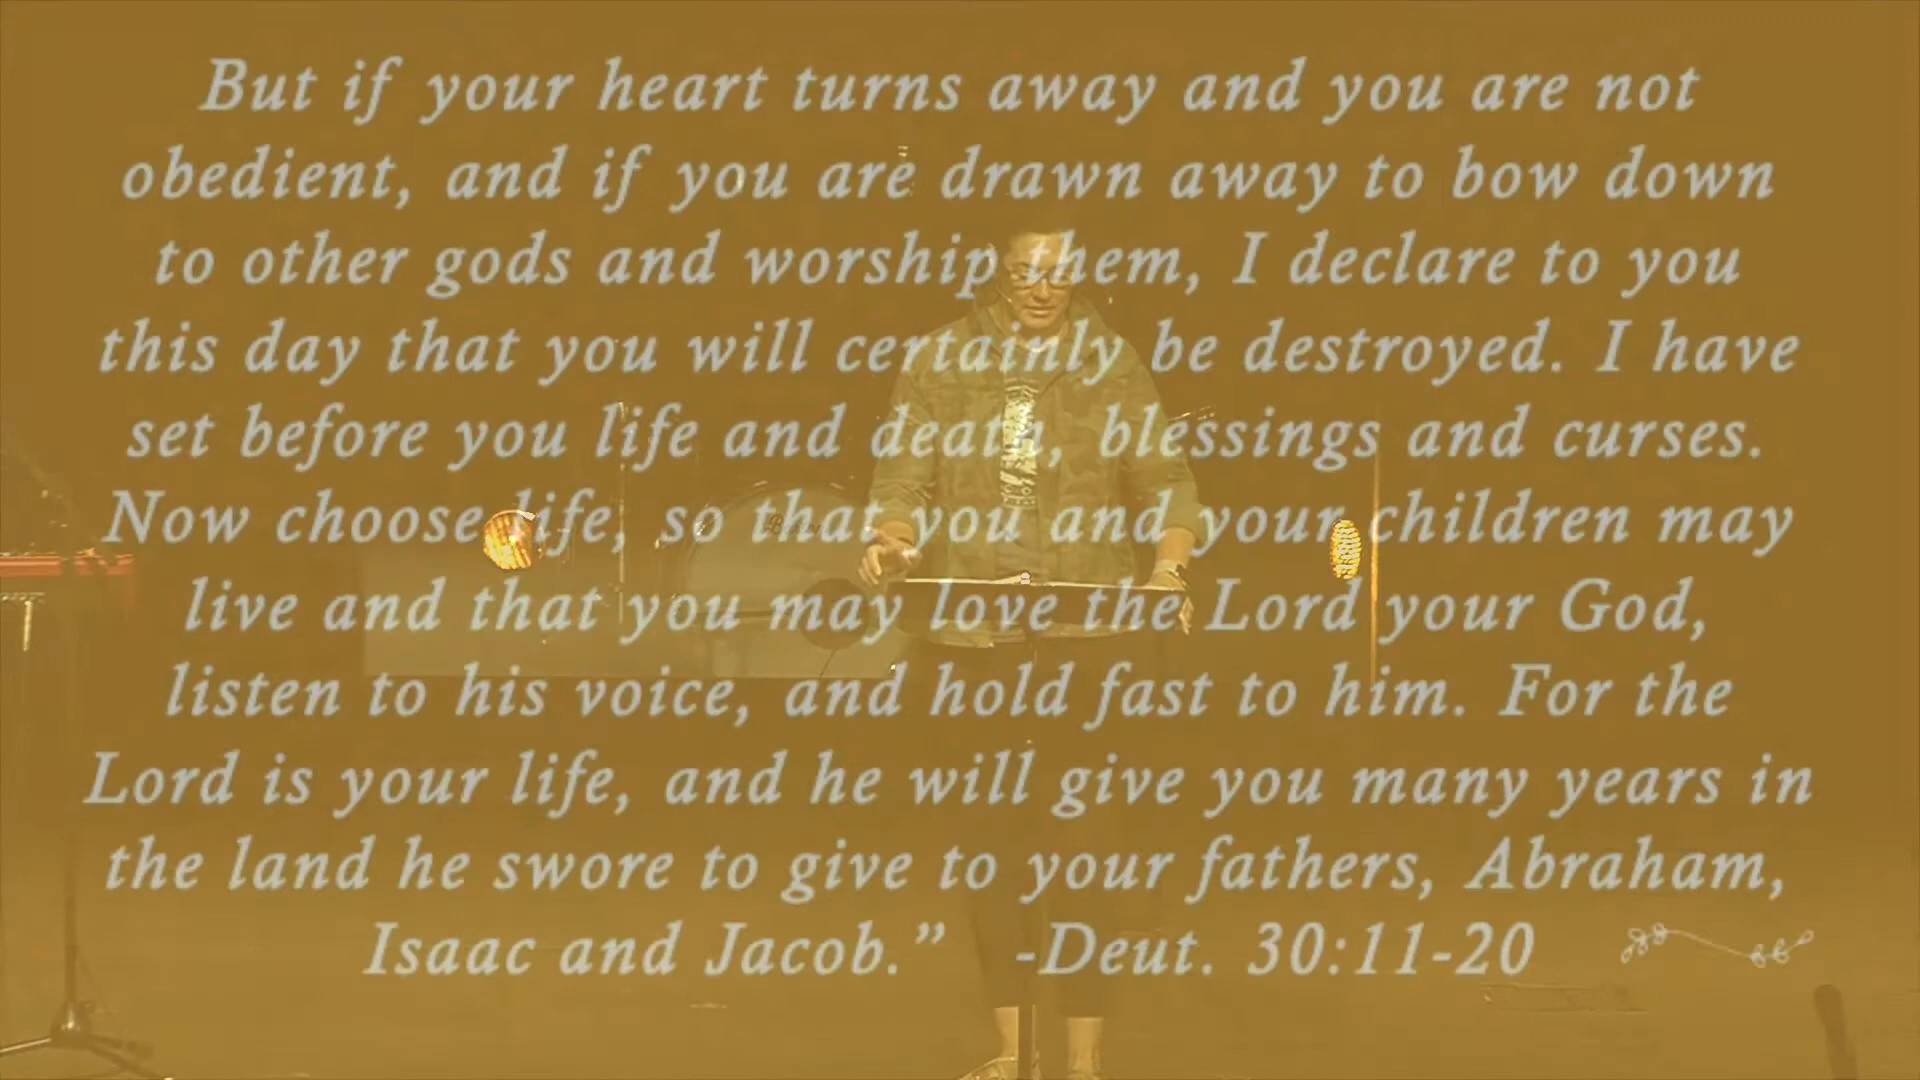 But if your heart turns away and you are not
obedient, and if you are drawn away to bow down
to other gods and worship them, I declare to you
this day that you will certainly be destroyed. I have
set before you life and death, blessings and curses.
Now choose life, so that you and your children may
live and that you may love the Lord your God,
listen to his voice, and hold fast to him. For the
Lord is your life, and he will give you many years in
the land he swore to give to your fathers, Abraham,
Isaac and Jacob.” -Deut. 30:11-20